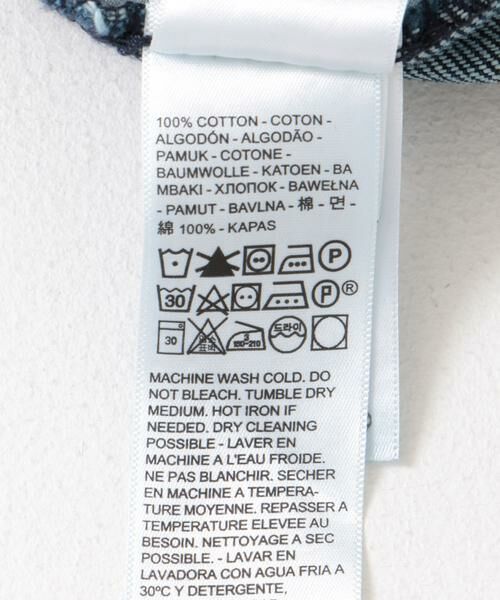 100% COTTON - COTON -
ALGODÓN - ALGODÃO -
PAMUK - COTONE -
BAUMWOLLE - KATOEN - BA
MBAKI - ХЛОПОК - BAWEŁNA
- PAMUT - BAVLNA - 棉 - 면 -
綿 100% - KAPAS
P
30 P ®
30 3 180-210 드라이
MACHINE WASH COLD. DO
NOT BLEACH. TUMBLE DRY
MEDIUM. HOT IRON IF
NEEDED. DRY CLEANING
POSSIBLE - LAVER EN
MACHINE A L'EAU FROIDE.
NE PAS BLANCHIR. SECHER
EN MACHINE A TEMPERA-
TURE MOYENNE. REPASSER A
TEMPERATURE ELEVEE AU
BESOIN. NETTOYAGE A SEC
POSSIBLE. - LAVAR EN
LAVADORA CON AGUA FRIA A
30ºC Y DETERGENTE,